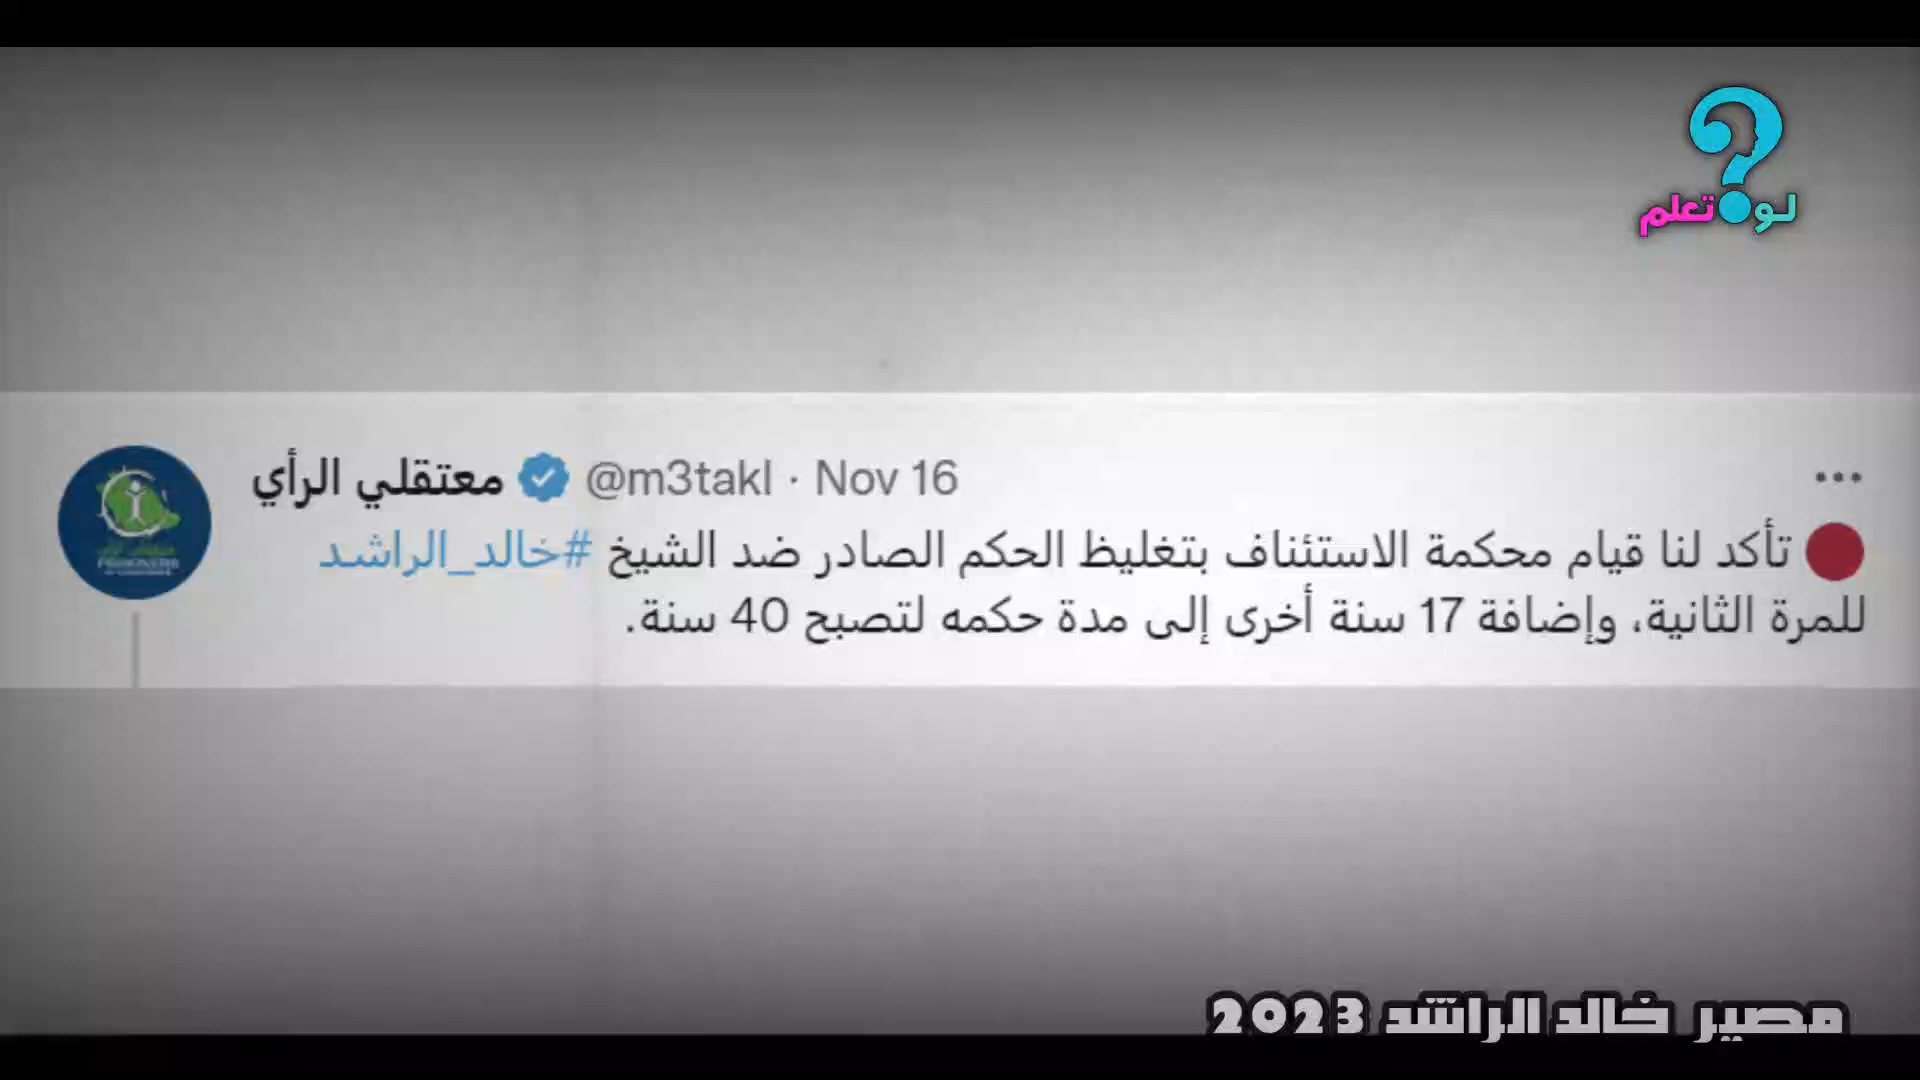 لو تعلم
معتقلي الرأي @m3takl · Nov 16
تأكد لنا قيام محكمة الاستئناف بتغليظ الحكم الصادر ضد الشيخ #خالد_الراشد
للمرة الثانية، وإضافة 17 سنة أخرى إلى مدة حكمه لتصبح 40 سنة.
مصير خالد الراشد 2023